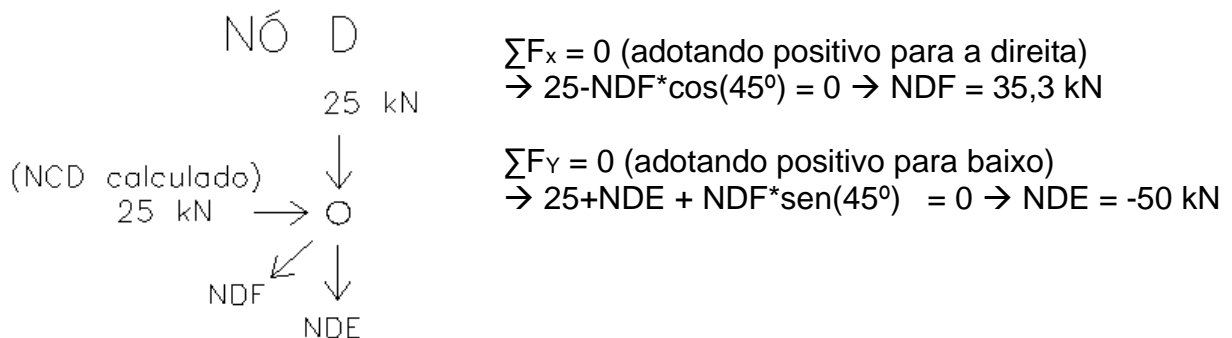 NÓ D
25 kN
(NCD calculado)
25 kN
NDF
NDE
∑Fx = 0 (adotando positivo para a direita)
→ 25-NDF*cos(45º) = 0 → NDF = 35,3 kN
∑FY = 0 (adotando positivo para baixo)
→ 25+NDE + NDF*sen(45º) = 0 → NDE = -50 kN